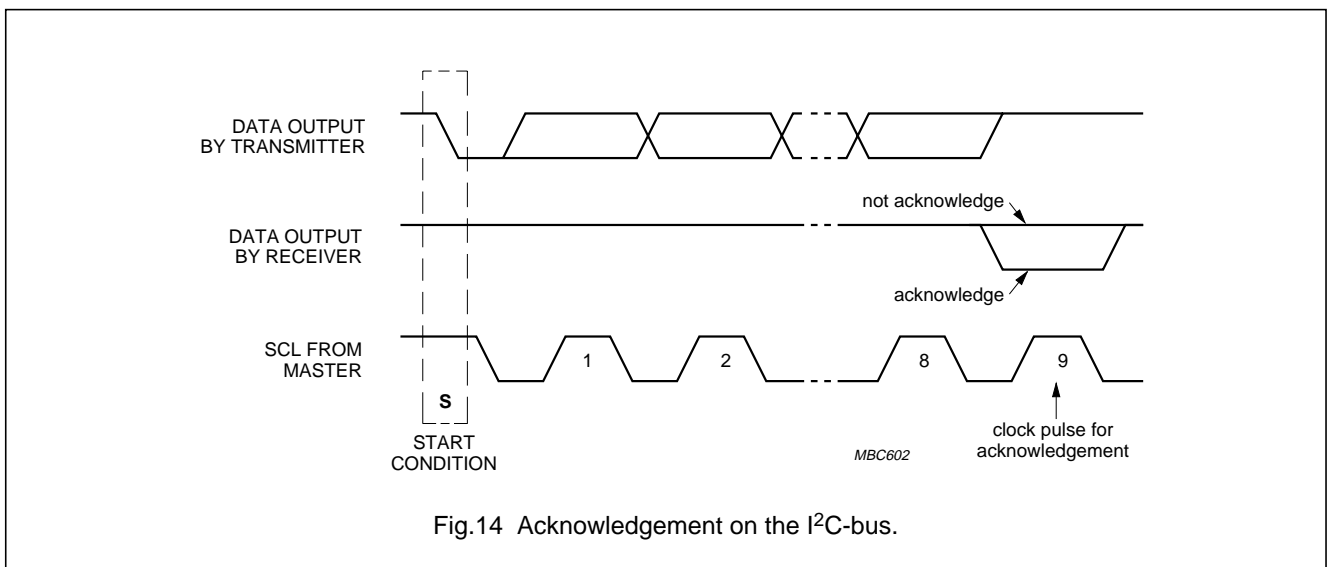 DATA OUTPUT
BY TRANSMITTER
not acknowledge
DATA OUTPUT
BY RECEIVER
acknowledge
SCL FROM
MASTER
1
2
8
9
S
START
CONDITION
clock pulse for
acknowledgement
MBC602
Fig.14 Acknowledgement on the I²C-bus.